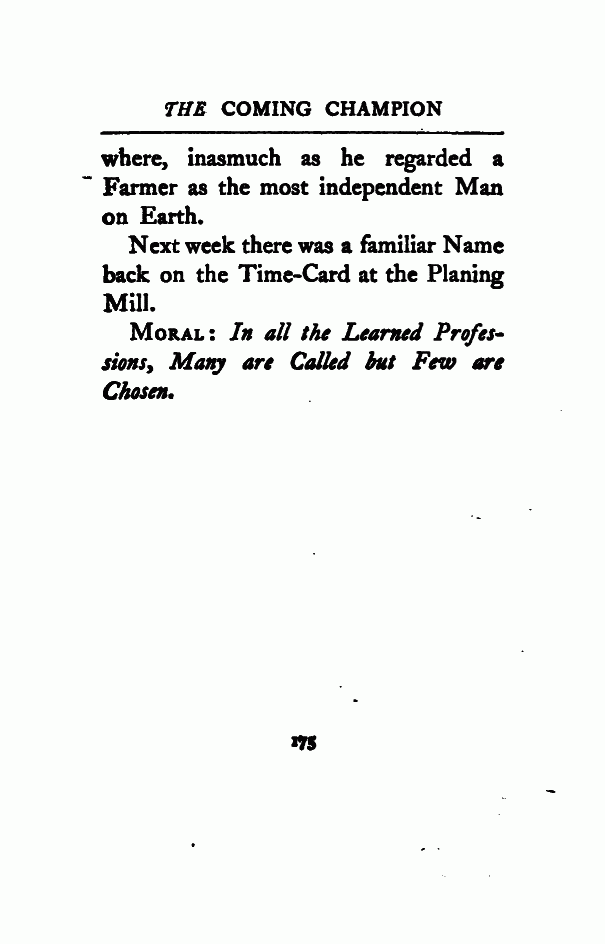 THE COMING CHAMPION
where, inasmuch as he regarded a
Farmer as the most independent Man
on Earth.
Next week there was a familiar Name
back on the Time-Card at the Planing
Mill.
MORAL: In all the Learned Profes-
sions, Many are Called but Few are
Chosen.
175